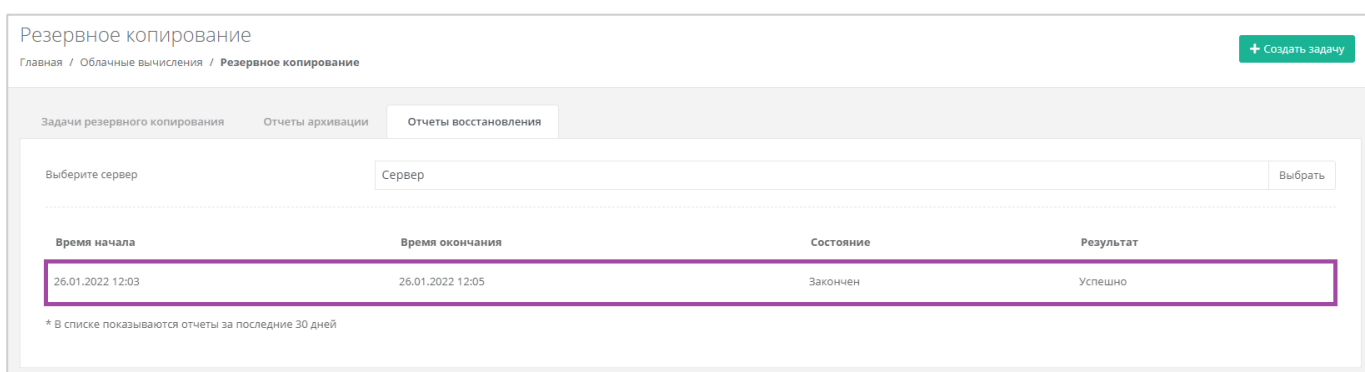 Резервное копирование
+ Создать задачу
Главная / Облачные вычисления / Резервное копирование
Задачи резервного копирования Отчеты архивации Отчеты восстановления
Выберите сервер Сервер Выбрать
Время начала Время окончания Состояние Результат
26.01.2022 12:03 26.01.2022 12:05 Закончен Успешно
* В списке показываются отчеты за последние 30 дней